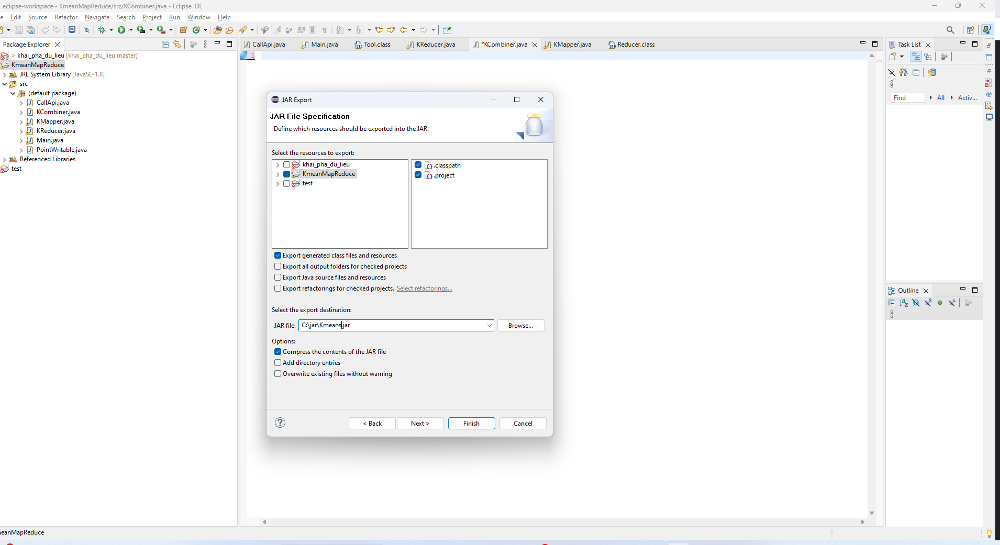 eclipse-workspace - KmeanMapReduce/src/KCombiner.java - Eclipse IDE
e Edit Source Refactor Navigate Search Project Run Window Help
Package Explorer
> khai_pha_du_lieu [khai_pha_du_lieu master]
KmeanMapReduce
JRE System Library [JavaSE-1.8]
src
(default package)
CallApi.java
KCombiner.java
KMapper.java
KReducer.java
Main.java
PointWritable.java
Referenced Libraries
test
CallApi.java Main.java Tool.class KReducer.java *KCombiner.java KMapper.java Reducer.class
1
JAR Export
JAR File Specification
Define which resources should be exported into the JAR.
Select the resources to export:
khai_pha_du_lieu
KmeanMapReduce
test
.classpath
.project
Export generated class files and resources
Export all output folders for checked projects
Export Java source files and resources
Export refactorings for checked projects. Select refactorings...
Select the export destination:
JAR file: C:\jar\Kmeans.jar Browse...
Options:
Compress the contents of the JAR file
Add directory entries
Overwrite existing files without warning
? < Back Next > Finish Cancel
Task List
Find All Activ...
Outline
eanMapReduce